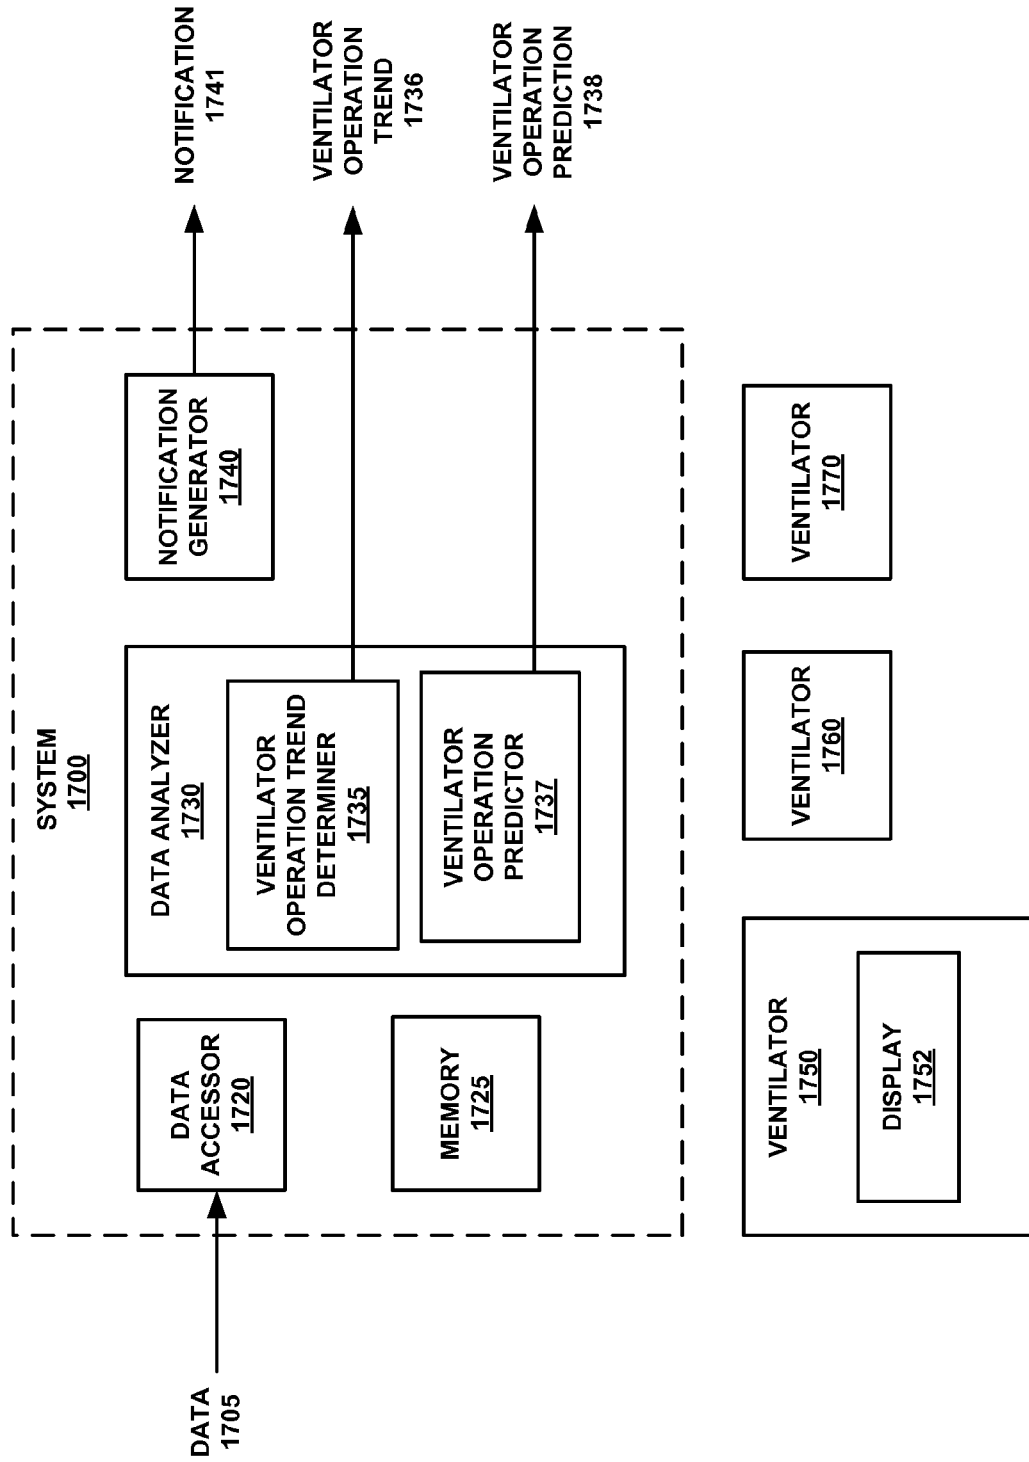 SYSTEM
1700
DATA
1705
DATA
ACCESSOR
1720
MEMORY
1725
DATA ANALYZER
1730
VENTILATOR
OPERATION TREND
DETERMINER
1735
VENTILATOR
OPERATION
PREDICTOR
1737
NOTIFICATION
GENERATOR
1740
NOTIFICATION
1741
VENTILATOR
OPERATION
TREND
1736
VENTILATOR
OPERATION
PREDICTION
1738
VENTILATOR
1750
DISPLAY
1752
VENTILATOR
1760
VENTILATOR
1770